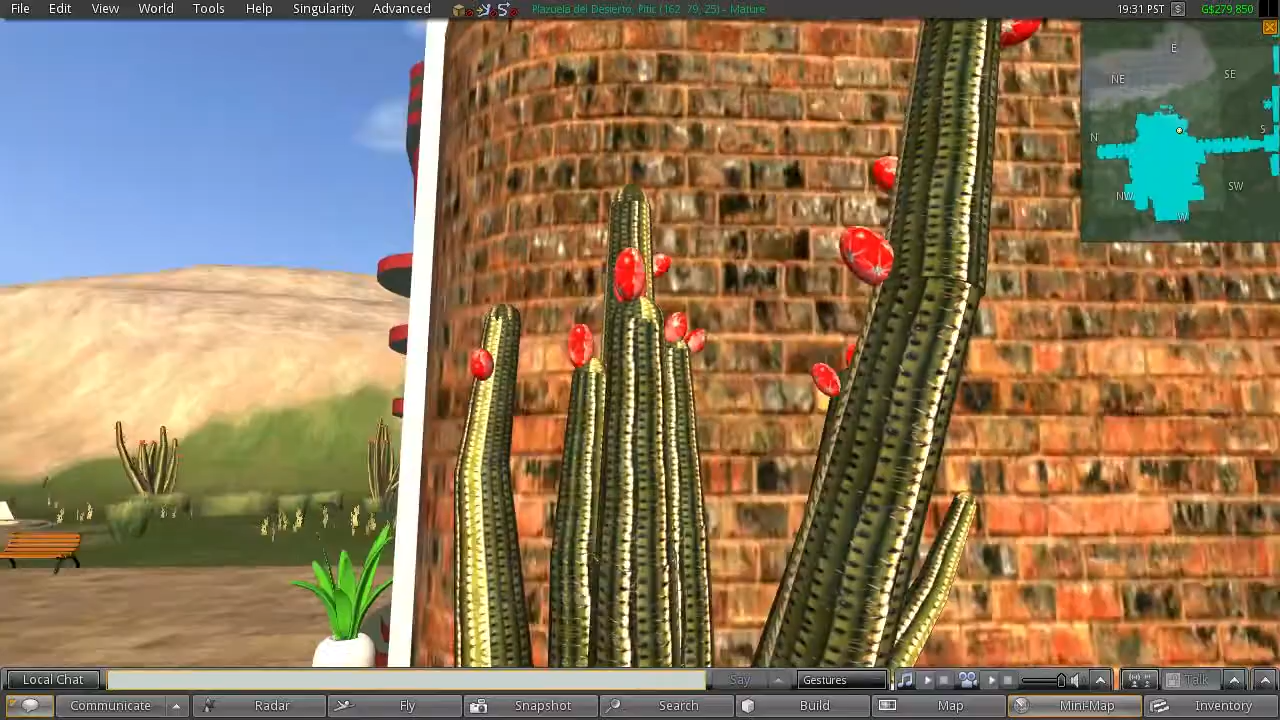 File Edit View World Tools Help Singularity Advanced Plazuela del Desierto, Pitic (162, 79, 25) - Mature 19:31 PST $ G$279,850
E
NE SE
N S
NW SW
W
Local Chat Say Gestures Talk
Communicate Radar Fly Snapshot Search Build Map Mini-Map Inventory